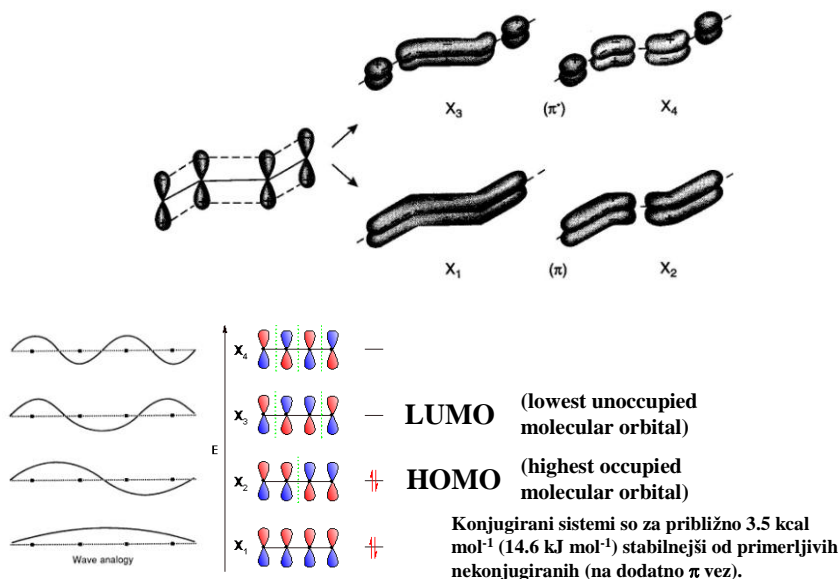 X₃ (π*) X₄
X₁ (π) X₂
E
X₄
X₃
X₂
X₁
Wave analogy
LUMO
(lowest unoccupied
molecular orbital)
HOMO
(highest occupied
molecular orbital)
Konjugirani sistemi so za približno 3.5 kcal
mol⁻¹ (14.6 kJ mol⁻¹) stabilnejši od primerljivih
nekonjugiranih (na dodatno π vez).